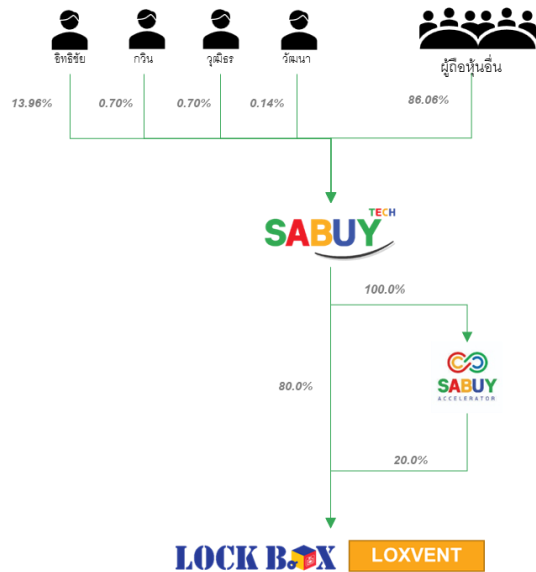 อิทธิชัย
กวิน
วุฒิธร
วัฒนา
ผู้ถือหุ้นอื่น
13.96%
0.70%
0.70%
0.14%
86.06%
TECH
SABUY
100.0%
SABUY
ACCELERATOR
80.0%
20.0%
LOCK BOX
LOXVENT